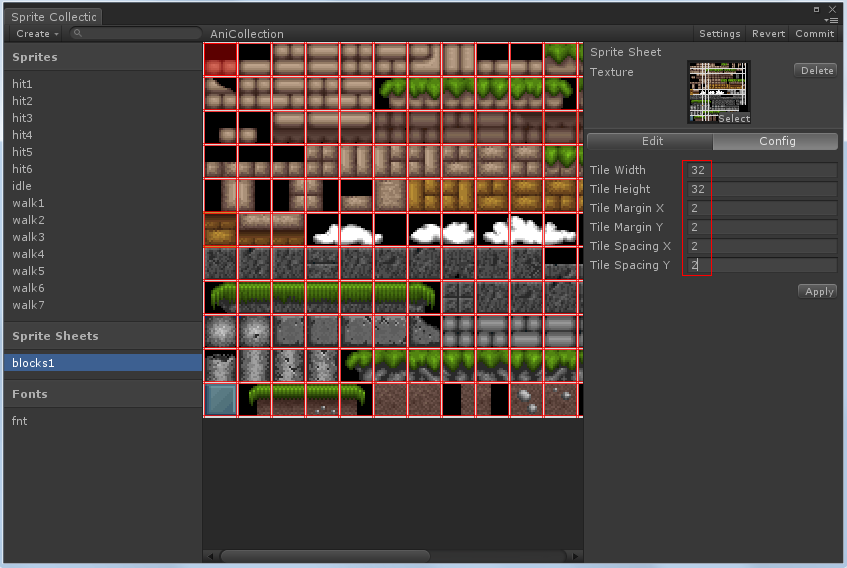 Sprite Collectic
Create
AniCollection
Settings
Revert
Commit
Sprites
hit1
hit2
hit3
hit4
hit5
hit6
idle
walk1
walk2
walk3
walk4
walk5
walk6
walk7
Sprite Sheets
blocks1
Fonts
fnt
Sprite Sheet
Texture
Delete
Select
Edit
Config
Tile Width 32
Tile Height 32
Tile Margin X 2
Tile Margin Y 2
Tile Spacing X 2
Tile Spacing Y 2
Apply